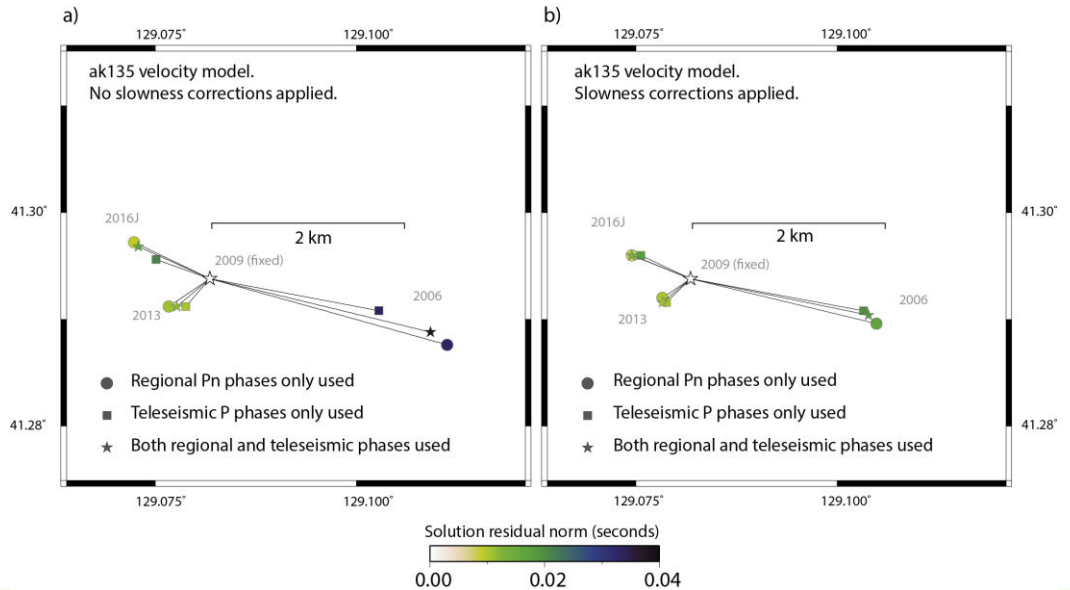 a)
129.075° 129.100°
ak135 velocity model.
No slowness corrections applied.
41.30°
2016J
2 km
2009 (fixed)
2006
2013
Regional Pn phases only used
Teleseismic P phases only used
41.28°
Both regional and teleseismic phases used
129.075° 129.100°
b)
129.075° 129.100°
ak135 velocity model.
Slowness corrections applied.
41.30°
2016J
2 km
2009 (fixed)
2006
2013
Regional Pn phases only used
Teleseismic P phases only used
41.28°
Both regional and teleseismic phases used
129.075° 129.100°
Solution residual norm (seconds)
0.00 0.02 0.04